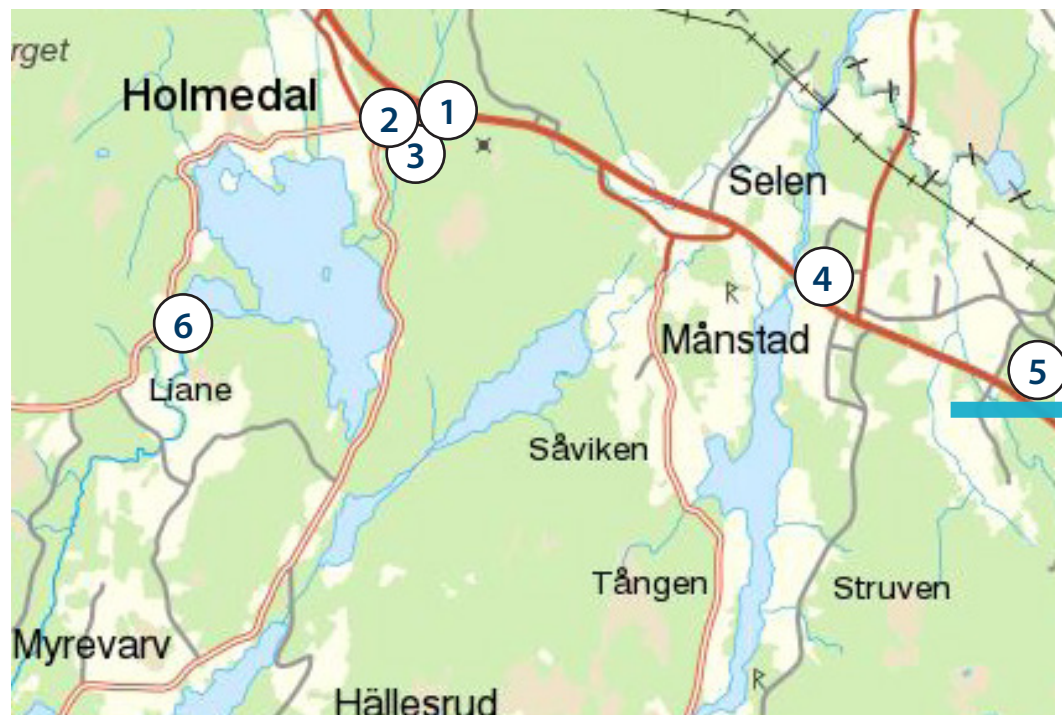 rget
Holmedal
1
2
3
Selen
4
Månstad
5
6
Liane
Såviken
Tången
Struven
Myrevarv
Hällesrud